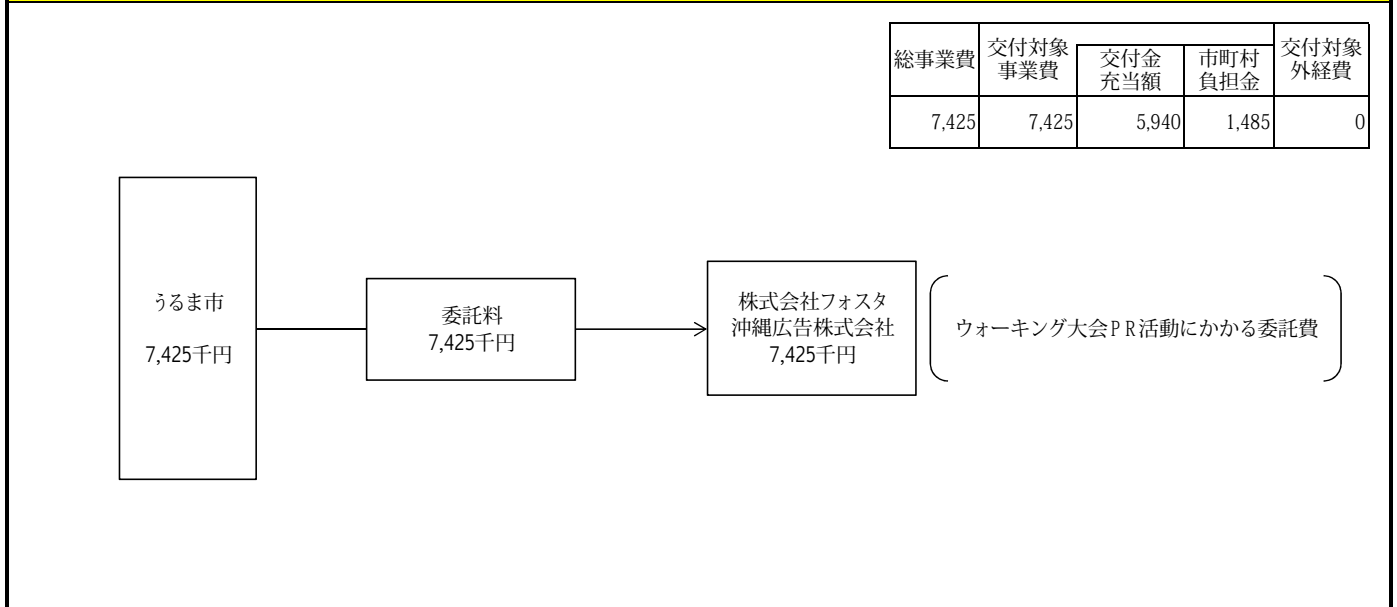 総事業費
交付対象
事業費
交付金
充当額
市町村
負担金
交付対象
外経費
7,425
7,425
5,940
1,485
0
うるま市
7,425千円
委託料
7,425千円
株式会社フォスタ
沖縄広告株式会社
7,425千円
ウォーキング大会PR活動にかかる委託費